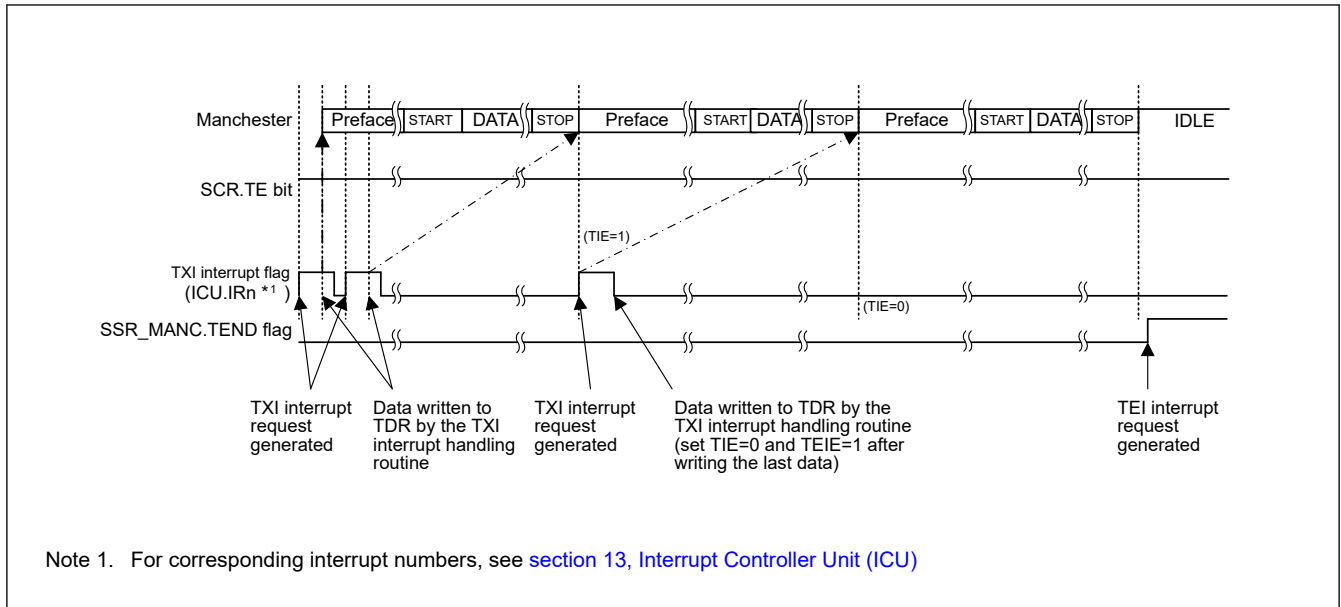 Manchester
Preface START DATA STOP Preface START DATA STOP Preface START DATA STOP IDLE
SCR.TE bit
(TIE=1)
TXI interrupt flag
(ICU.IRn *1 )
(TIE=0)
SSR_MANC.TEND flag
TXI interrupt
request
generated
Data written to
TDR by the TXI
interrupt handling
routine
TXI interrupt
request
generated
Data written to TDR by the
TXI interrupt handling routine
(set TIE=0 and TEIE=1 after
writing the last data)
TEI interrupt
request
generated
Note 1. For corresponding interrupt numbers, see section 13, Interrupt Controller Unit (ICU)